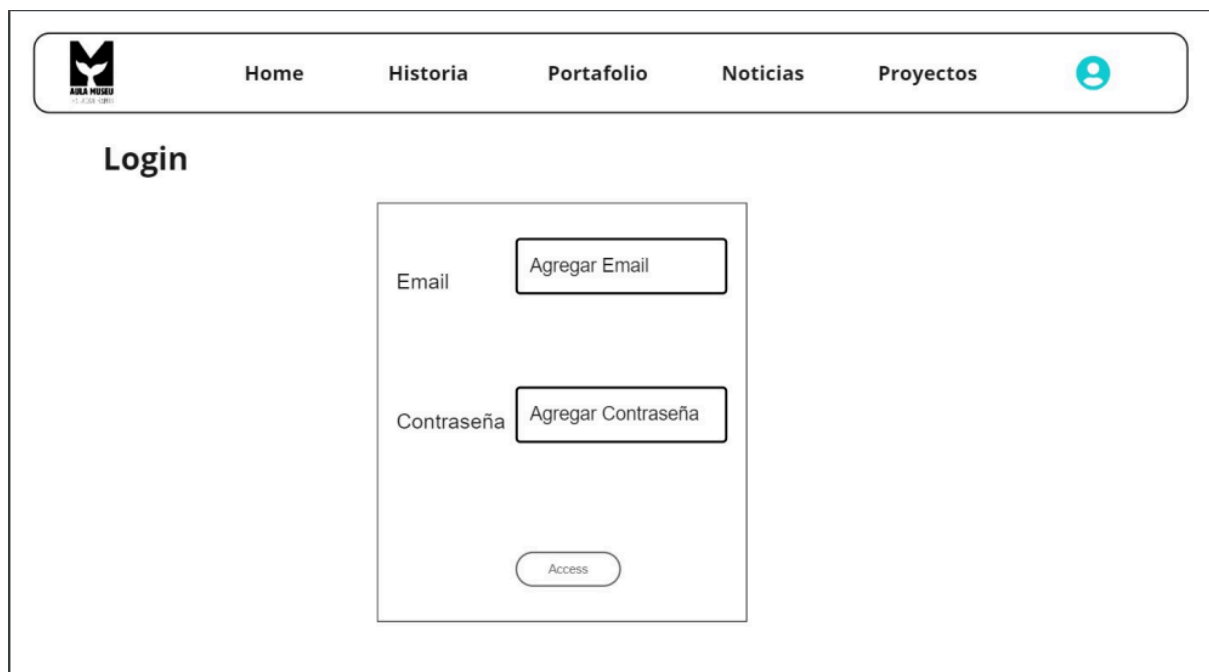 AULA MUSEU
Home Historia Portafolio Noticias Proyectos
Login
Email
Agregar Email
Contraseña
Agregar Contraseña
Access